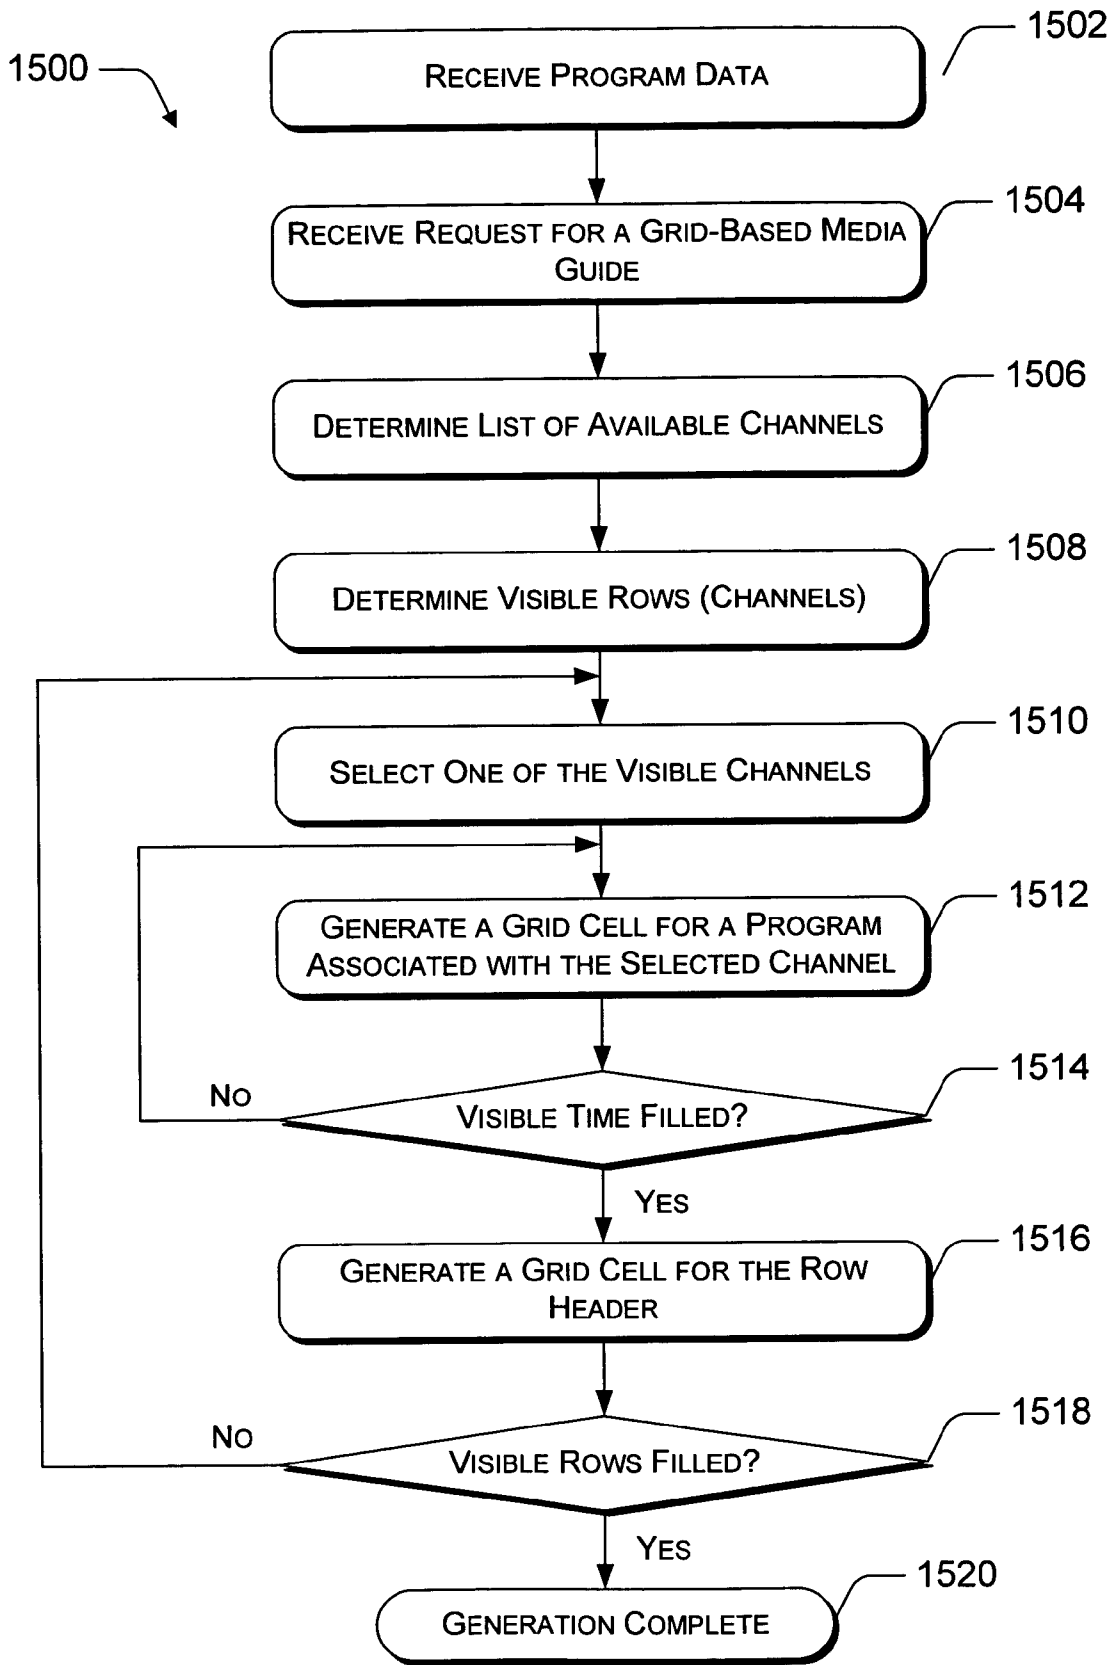 1500
1502
RECEIVE PROGRAM DATA
1504
RECEIVE REQUEST FOR A GRID-BASED MEDIA
GUIDE
1506
DETERMINE LIST OF AVAILABLE CHANNELS
1508
DETERMINE VISIBLE ROWS (CHANNELS)
1510
SELECT ONE OF THE VISIBLE CHANNELS
1512
GENERATE A GRID CELL FOR A PROGRAM
ASSOCIATED WITH THE SELECTED CHANNEL
1514
NO
VISIBLE TIME FILLED?
YES
1516
GENERATE A GRID CELL FOR THE ROW
HEADER
1518
NO
VISIBLE ROWS FILLED?
YES
1520
GENERATION COMPLETE